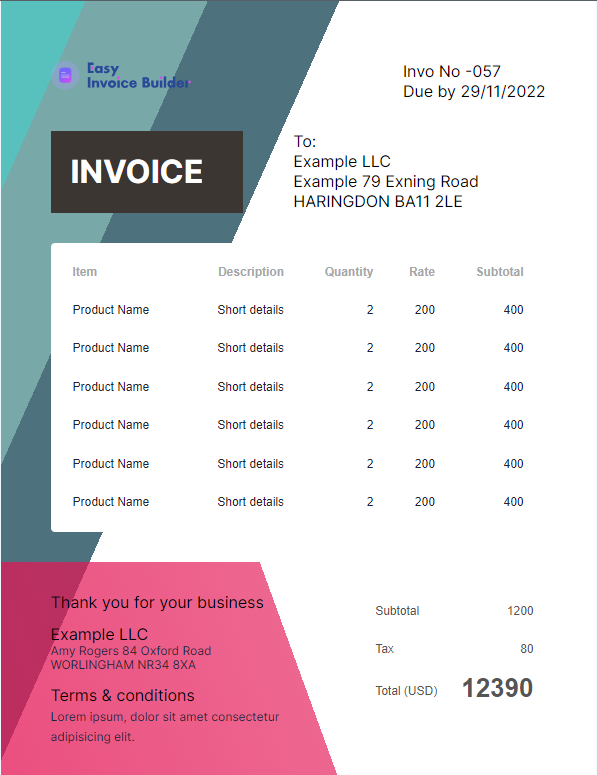 Easy
Invoice Builder
Invo No -057
Due by 29/11/2022
INVOICE
To:
Example LLC
Example 79 Exning Road
HARINGDON BA11 2LE
Item Description Quantity Rate Subtotal
Product Name Short details 2 200 400
Product Name Short details 2 200 400
Product Name Short details 2 200 400
Product Name Short details 2 200 400
Product Name Short details 2 200 400
Product Name Short details 2 200 400
Thank you for your business
Example LLC
Amy Rogers 84 Oxford Road
WORLINGHAM NR34 8XA
Terms & conditions
Lorem ipsum, dolor sit amet consectetur
adipisicing elit.
Subtotal 1200
Tax 80
Total (USD) 12390